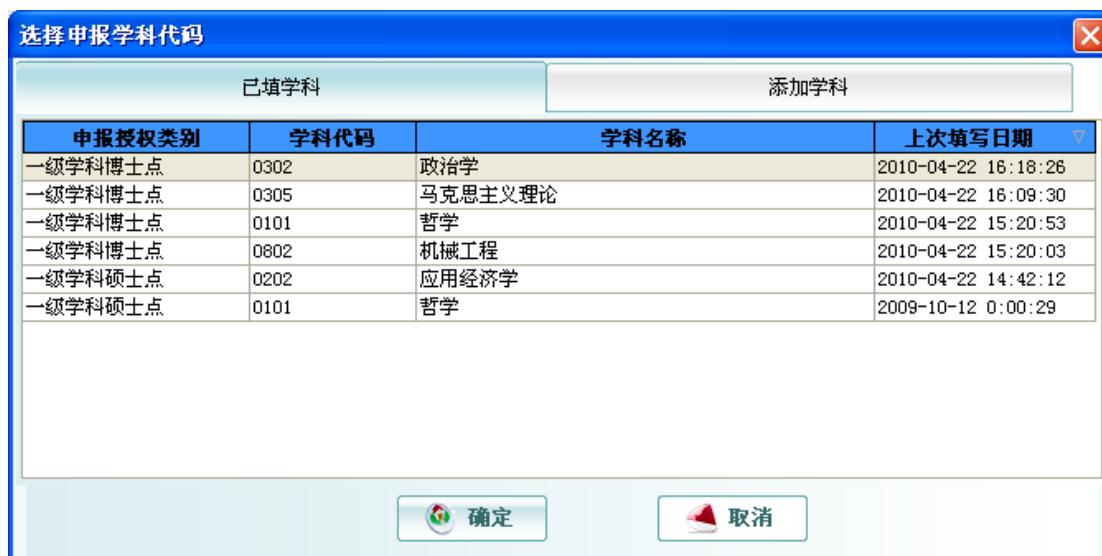 选择申报学科代码
已填学科 添加学科
申报授权类别 学科代码 学科名称 上次填写日期
一级学科博士点 0302 政治学 2010-04-22 16:18:26
一级学科博士点 0305 马克思主义理论 2010-04-22 16:09:30
一级学科博士点 0101 哲学 2010-04-22 15:20:53
一级学科博士点 0802 机械工程 2010-04-22 15:20:03
一级学科硕士点 0202 应用经济学 2010-04-22 14:42:12
一级学科硕士点 0101 哲学 2009-10-12 0:00:29
确定 取消